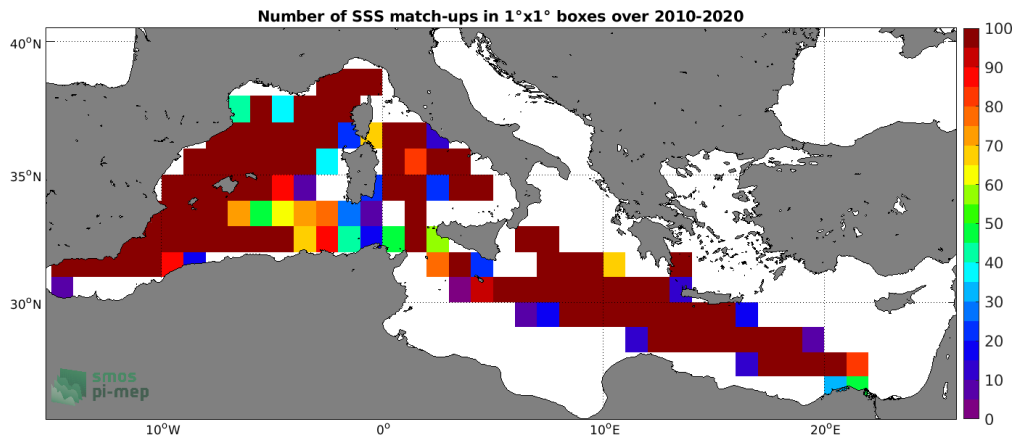 Number of SSS match-ups in 1°x1° boxes over 2010-2020
40°N
35°N
30°N
10°W
0°
10°E
20°E
100
90
80
70
60
50
40
30
20
10
0
smos
pi-mep